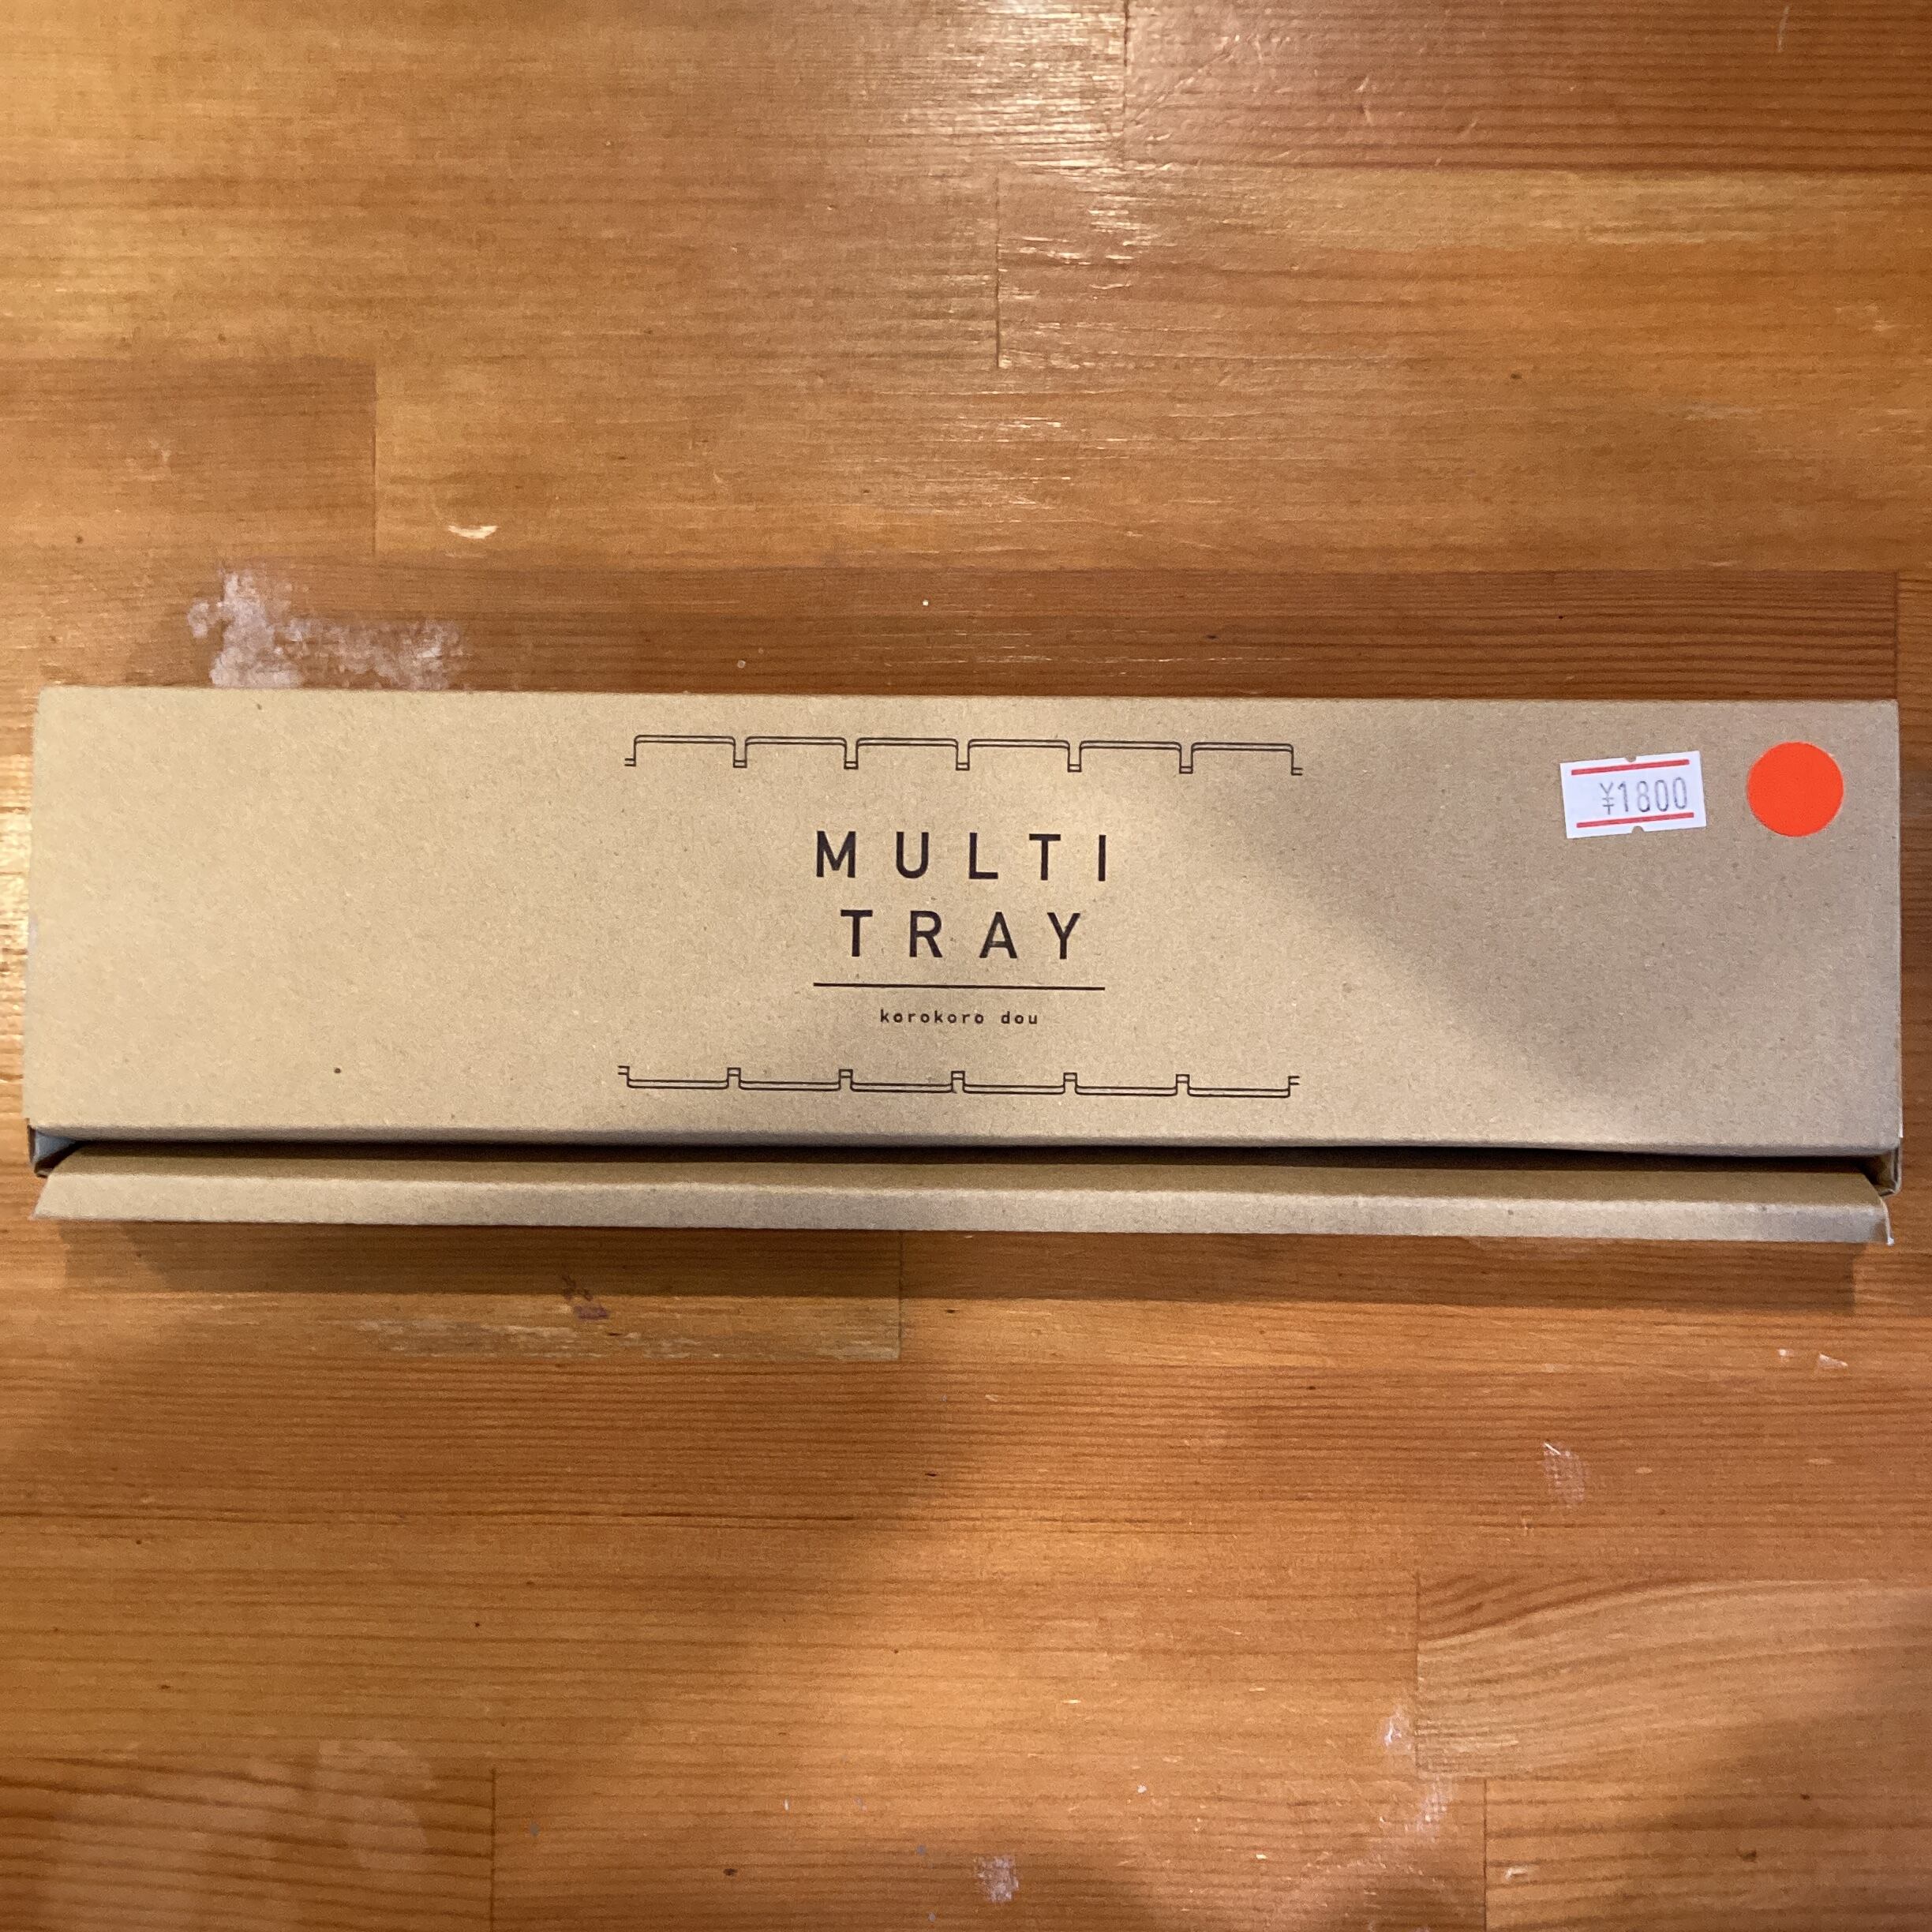 ¥1800
MULTI
TRAY
korokoro dou